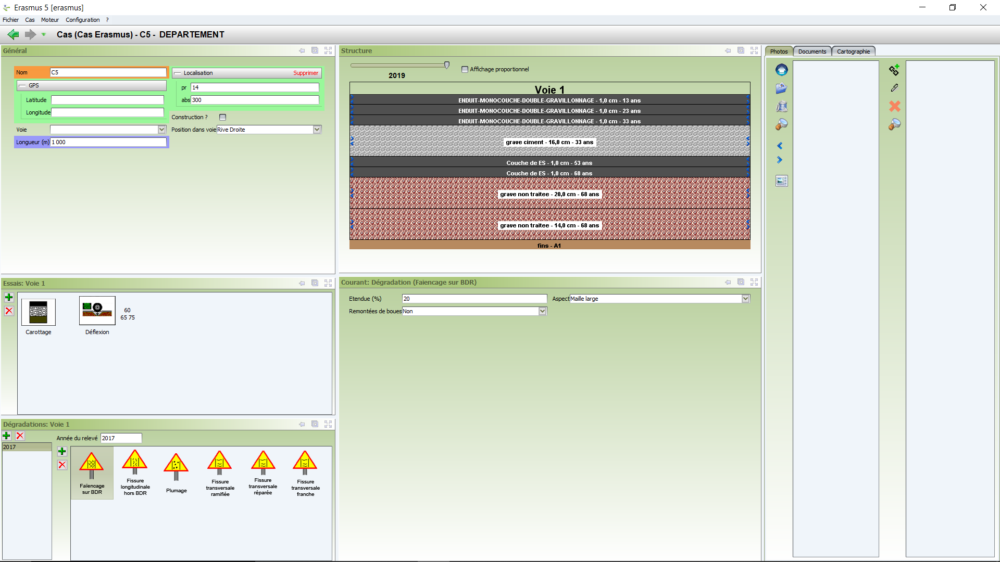 Erasmus 5 [erasmus]
Fichier Cas Moteur Configuration ?
Cas (Cas Erasmus) - C5 - DEPARTEMENT
Général
Nom C5
GPS
Latitude
Longitude
Voie
Longueur (m) 1 000
Localisation Supprimer
pr 14
abs 300
Construction ?
Position dans voie Rive Droite
Structure
2019
Affichage proportionnel
Voie 1
ENDUIT-MONOCOUCHE-DOUBLE-GRAVILLONNAGE - 1,0 cm - 13 ans
ENDUIT-MONOCOUCHE-DOUBLE-GRAVILLONNAGE - 1,0 cm - 23 ans
ENDUIT-MONOCOUCHE-DOUBLE-GRAVILLONNAGE - 1,0 cm - 33 ans
grave ciment - 16,0 cm - 33 ans
Couche de ES - 1,0 cm - 53 ans
Couche de ES - 1,0 cm - 68 ans
grave non traitee - 20,0 cm - 68 ans
grave non traitee - 14,0 cm - 68 ans
fins - A1
Photos Documents Cartographie
Essais: Voie 1
Carottage
Déflexion
60
65 75
Courant: Dégradation (Faiencage sur BDR)
Etendue (%) 20
Aspect Maille large
Remontées de boues Non
Dégradations: Voie 1
2017
Année du relevé 2017
Faïencage
sur BDR
Fissure
longitudinale
hors BDR
Plumage
Fissure
transversale
ramifiée
Fissure
transversale
réparée
Fissure
transversale
franche